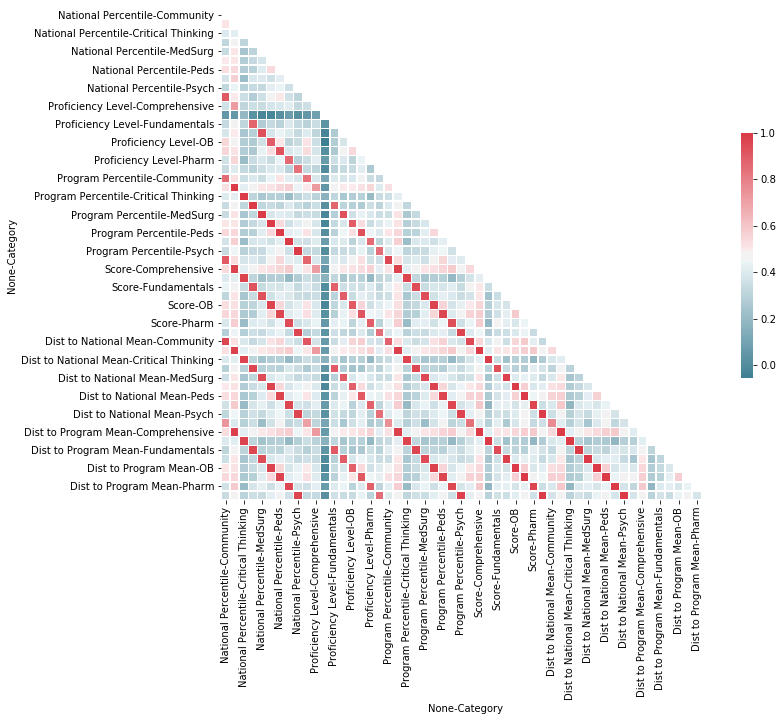 National Percentile-Community
National Percentile-Critical Thinking
National Percentile-MedSurg
National Percentile-Peds
National Percentile-Psych
Proficiency Level-Comprehensive
Proficiency Level-Fundamentals
Proficiency Level-OB
Proficiency Level-Pharm
Program Percentile-Community
Program Percentile-Critical Thinking
Program Percentile-MedSurg
Program Percentile-Peds
Program Percentile-Psych
Score-Comprehensive
Score-Fundamentals
Score-OB
Score-Pharm
Dist to National Mean-Community
Dist to National Mean-Critical Thinking
Dist to National Mean-MedSurg
Dist to National Mean-Peds
Dist to National Mean-Psych
Dist to Program Mean-Comprehensive
Dist to Program Mean-Fundamentals
Dist to Program Mean-OB
Dist to Program Mean-Pharm
None-Category
1.0
0.8
0.6
0.4
0.2
0.0
National Percentile-Community
National Percentile-Critical Thinking
National Percentile-MedSurg
National Percentile-Peds
National Percentile-Psych
Proficiency Level-Comprehensive
Proficiency Level-Fundamentals
Proficiency Level-OB
Proficiency Level-Pharm
Program Percentile-Community
Program Percentile-Critical Thinking
Program Percentile-MedSurg
Program Percentile-Peds
Program Percentile-Psych
Score-Comprehensive
Score-Fundamentals
Score-OB
Score-Pharm
Dist to National Mean-Community
Dist to National Mean-Critical Thinking
Dist to National Mean-MedSurg
Dist to National Mean-Peds
Dist to National Mean-Psych
Dist to Program Mean-Comprehensive
Dist to Program Mean-Fundamentals
Dist to Program Mean-OB
Dist to Program Mean-Pharm
None-Category